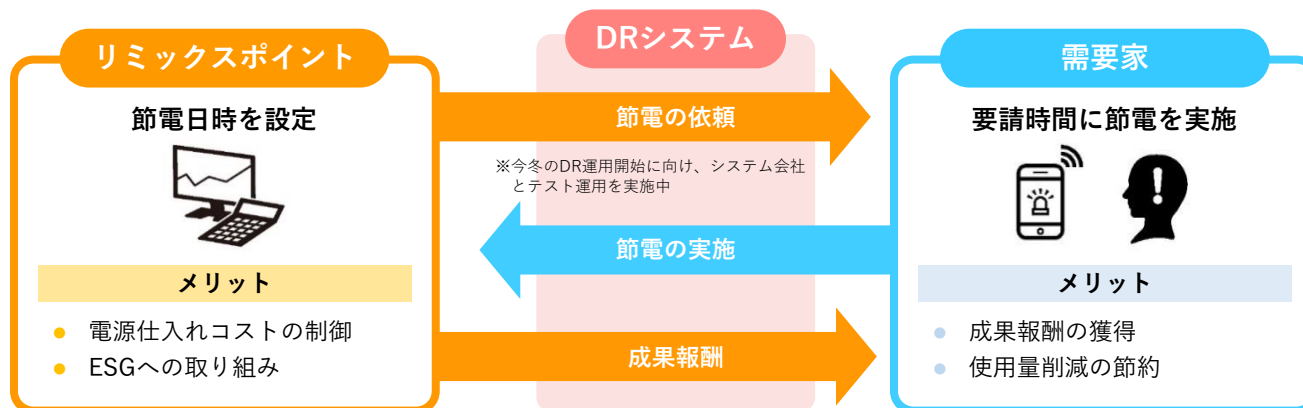 リミックスポイント
節電日時を設定
メリット
● 電源仕入れコストの制御
● ESGへの取り組み
DRシステム
節電の依頼
※今冬のDR運用開始に向け、システム会社
とテスト運用を実施中
節電の実施
成果報酬
需要家
要請時間に節電を実施
メリット
● 成果報酬の獲得
● 使用量削減の節約